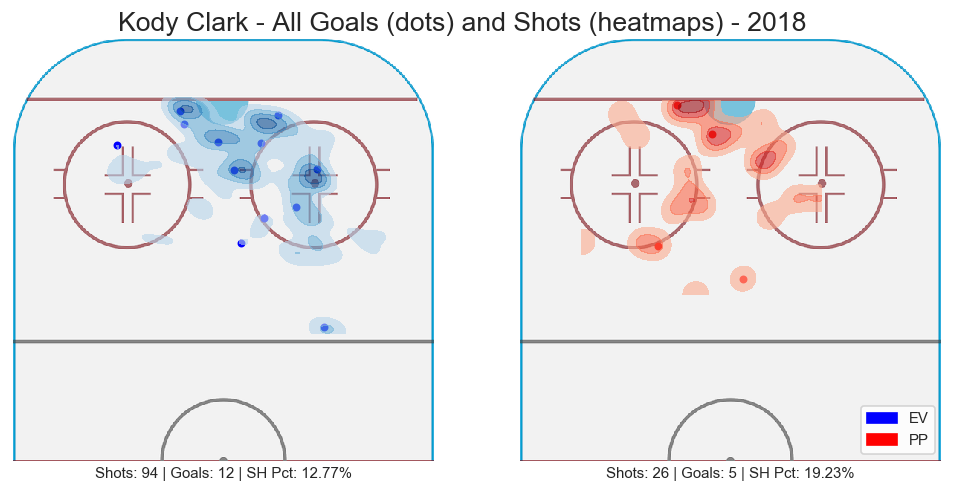 Kody Clark - All Goals (dots) and Shots (heatmaps) - 2018
EV
PP
Shots: 94 | Goals: 12 | SH Pct: 12.77%
Shots: 26 | Goals: 5 | SH Pct: 19.23%